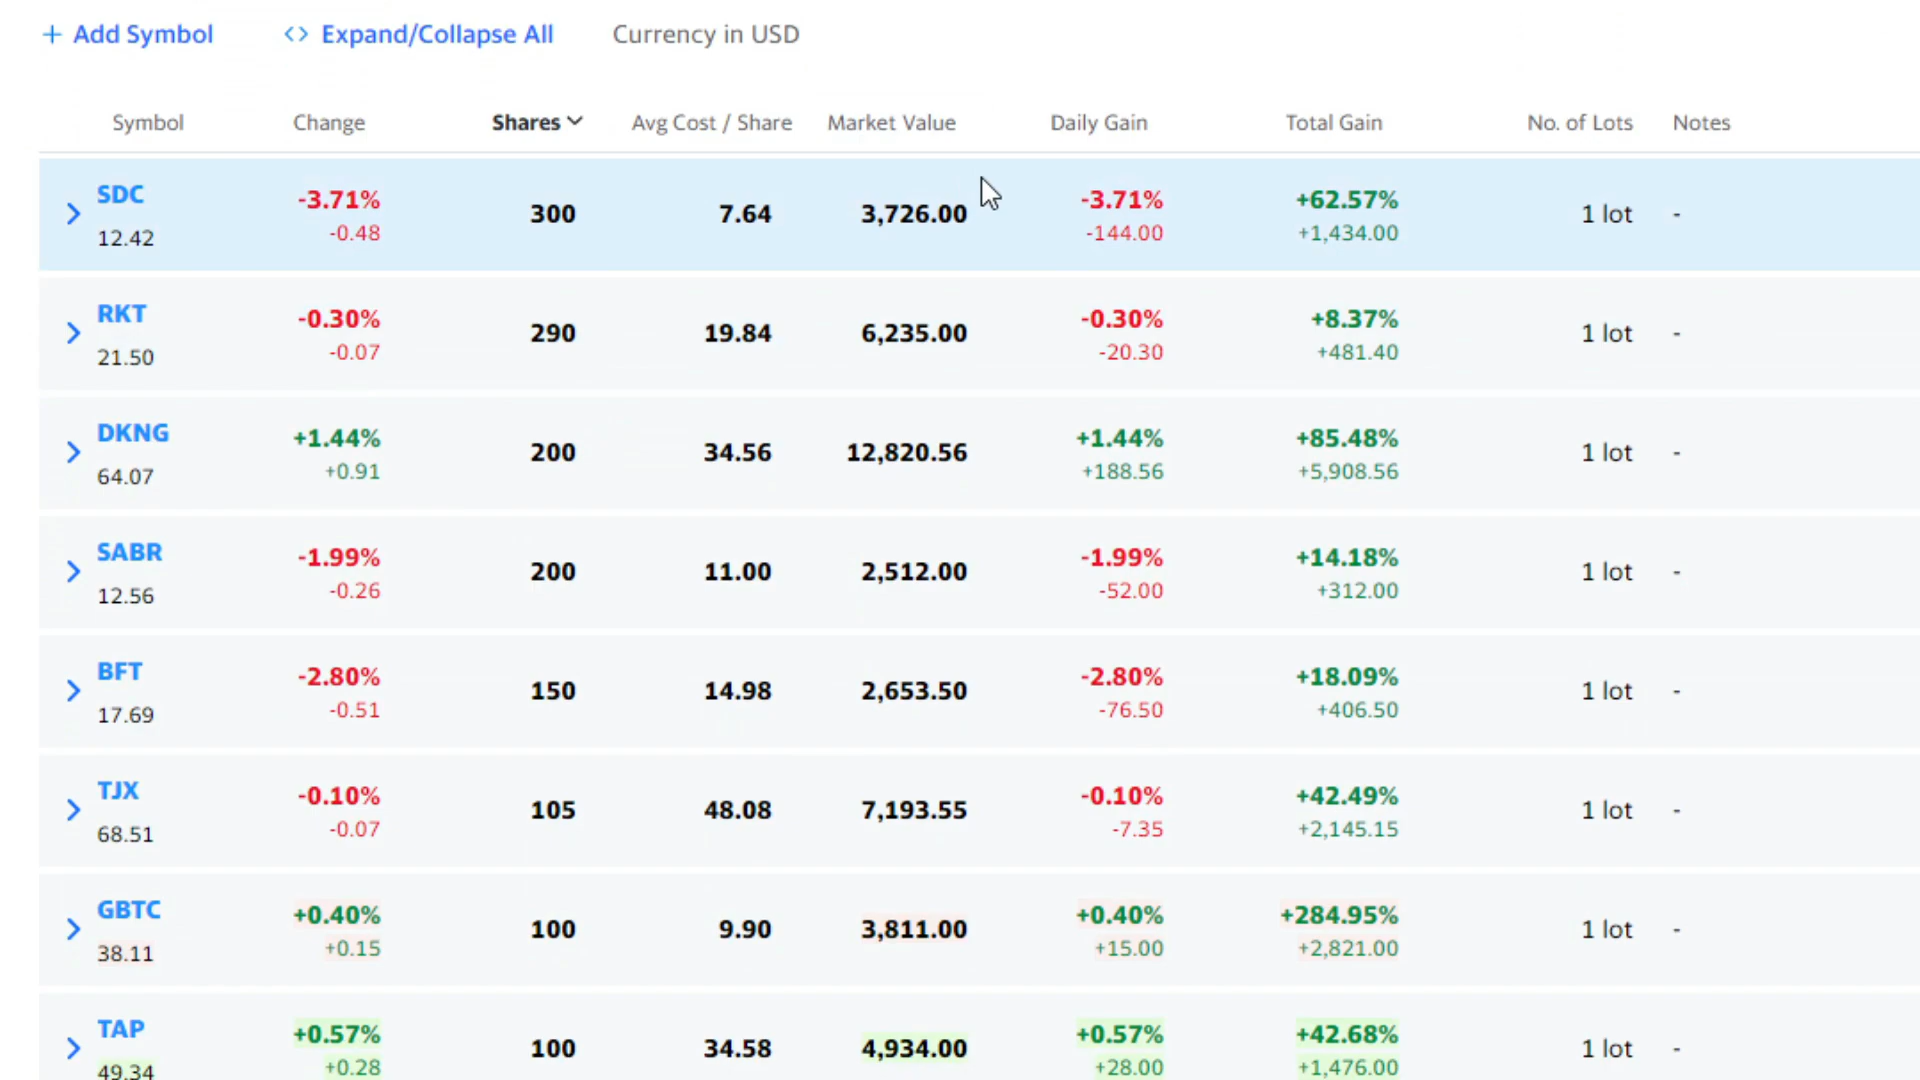 + Add Symbol <> Expand/Collapse All Currency in USD
Symbol Change Shares Avg Cost / Share Market Value Daily Gain Total Gain No. of Lots Notes
SDC -3.71% 300 7.64 3,726.00 -3.71% +62.57% 1 lot -
12.42 -0.48 -144.00 +1,434.00
RKT -0.30% 290 19.84 6,235.00 -0.30% +8.37% 1 lot -
21.50 -0.07 -20.30 +481.40
DKNG +1.44% 200 34.56 12,820.56 +1.44% +85.48% 1 lot -
64.07 +0.91 +188.56 +5,908.56
SABR -1.99% 200 11.00 2,512.00 -1.99% +14.18% 1 lot -
12.56 -0.26 -52.00 +312.00
BFT -2.80% 150 14.98 2,653.50 -2.80% +18.09% 1 lot -
17.69 -0.51 -76.50 +406.50
TJX -0.10% 105 48.08 7,193.55 -0.10% +42.49% 1 lot -
68.51 -0.07 -7.35 +2,145.15
GBTC +0.40% 100 9.90 3,811.00 +0.40% +284.95% 1 lot -
38.11 +0.15 +15.00 +2,821.00
TAP +0.57% 100 34.58 4,934.00 +0.57% +42.68% 1 lot -
49.34 +0.28 +28.00 +1,476.00